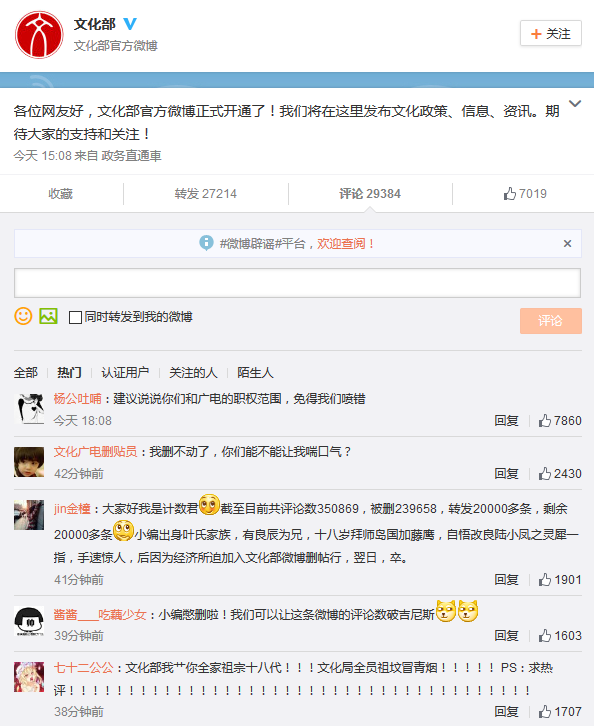 文化部
文化部官方微博
+ 关注
各位网友好，文化部官方微博正式开通了！我们将在这里发布文化政策、信息、资讯。期
待大家的支持和关注！
今天 15:08 来自 政务直通車
收藏
转发 27214
评论 29384
7019
#微博辟谣#平台，欢迎查阅！
×
同时转发到我的微博
评论
全部
热门
认证用户
关注的人
陌生人
杨公吐哺：建议说说你们和广电的职权范围，免得我们喷错
今天 18:08
回复
7860
文化广电删贴员：我删不动了，你们能不能让我喘口气？
42分钟前
回复
2430
jin金橦：大家好我是计数君截至目前共评论数350869，被删239658，转发20000多条，剩余
20000多条小编出身叶氏家族，有良辰为兄，十八岁拜师岛国加藤鹰，自悟改良陆小凤之灵犀一
指，手速惊人，后因为经济所迫加入文化部微博删帖行，翌日，卒。
41分钟前
回复
1901
酱酱___吃藕少女：小编憋删啦！我们可以让这条微博的评论数破吉尼斯
39分钟前
回复
1603
七十二公公：文化部我艹你全家祖宗十八代！！！文化局全员祖坟冒青烟！！！！！ PS：求热
评！！！！！！！！！！！！！！！！！！！！！！！！！！！！！！！！！！！！
38分钟前
回复
1707